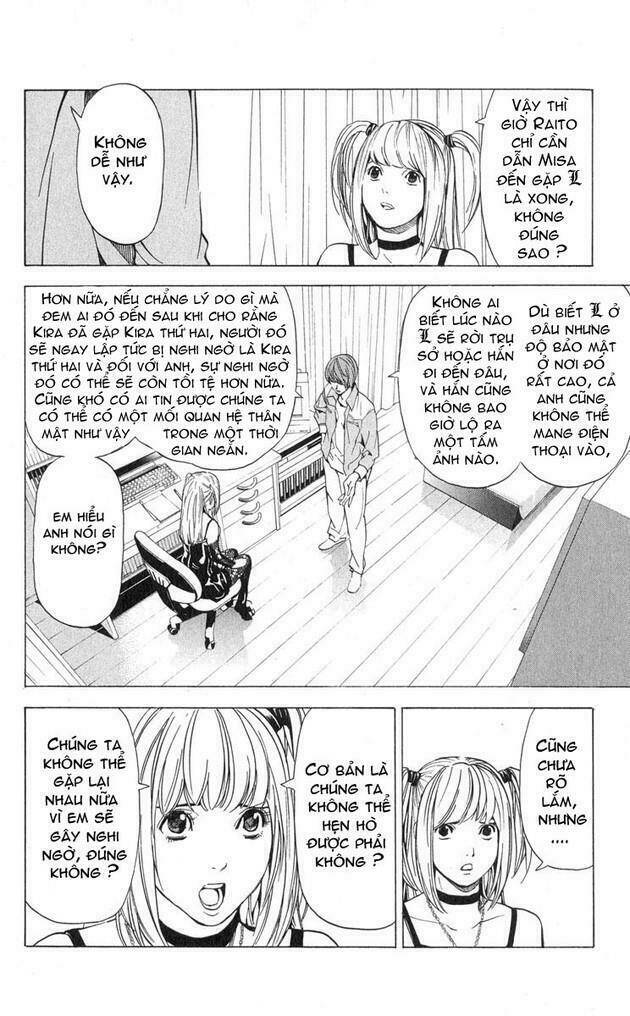 Vậy thì
giờ Raito
chỉ cần
dẫn Misa
đến gặp L
là xong,
không
đúng
sao ?
Không
dễ như
vậy.
Dù biết L ở
đâu nhưng
độ bảo mật
ở nơi đó
rất cao, cả
anh cũng
không thể
mang điện
thoại vào,
Không ai
biết lúc nào
L sẽ rời trụ
sở hoặc hắn
đi đến đâu,
và hắn cũng
không bao
giờ lộ ra
một tấm
ảnh nào.
Hơn nữa, nếu chẳng lý do gì mà
đem ai đó đến sau khi cho rằng
Kira đã gặp Kira thứ hai, người đó
sẽ ngay lập tức bị nghi ngờ là Kira
thứ hai và đối với anh, sự nghi ngờ
đó có thể sẽ còn tồi tệ hơn nữa.
Cũng khó có ai tin được chúng ta
có thể có một mối quan hệ thân
mật như vậy trong một thời
gian ngắn.
em hiểu
anh nói gì
không?
Cũng
chưa
rõ
lắm,
nhưng
....
Cơ bản là
chúng ta
không thể
hẹn hò
được phải
không ?
Chúng ta
không thể
gặp lại
nhau nữa
vì em sẽ
gây nghi
ngờ, đúng
không ?